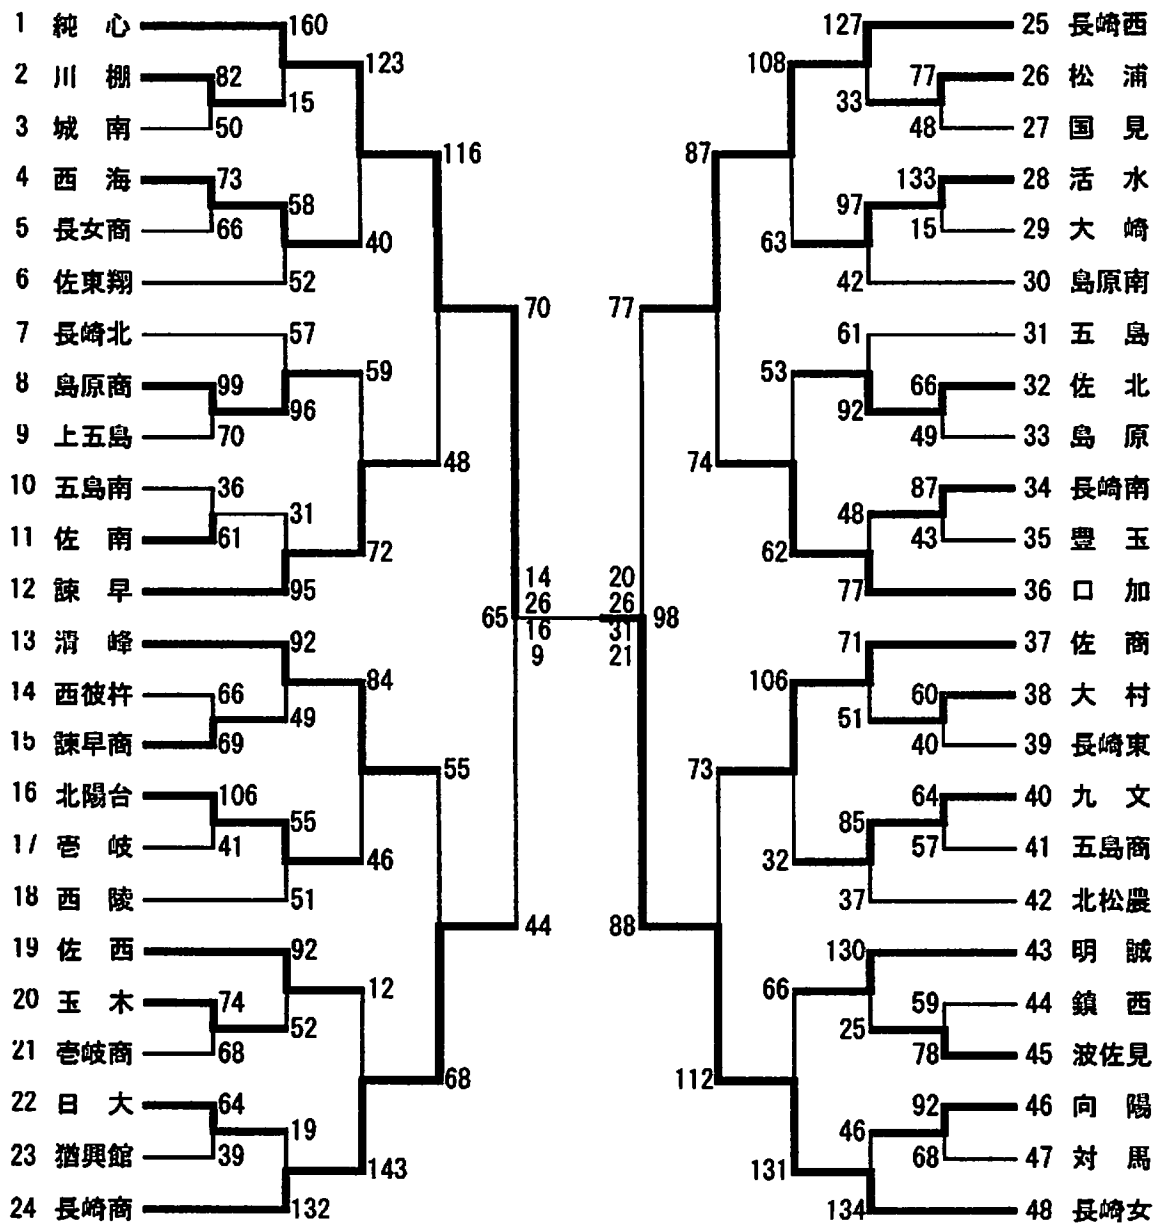 1 純心 160 127 25 長崎西
123 108
2 川棚 82 77 26 松浦
15 33
3 城南 50 48 27 国見
116 87
4 西海 73 133 28 活水
58 97
5 長女商 66 15 29 大崎
40 63
6 佐東翔 52 42 30 島原南
70 77
7 長崎北 57 61 31 五島
59 53
8 島原商 99 66 32 佐北
96 92
9 上五島 70 49 33 島原
48 74
10 五島南 36 87 34 長崎南
31 48
11 佐南 61 43 35 豊玉
72 62
12 諫早 95 77 36 口加
14 20
26 26
65 16 31 98
9 21
13 清峰 92 71 37 佐商
84 106
14 西彼杵 66 60 38 大村
49 51
15 諫早商 69 40 39 長崎東
55 73
16 北陽台 106 64 40 九文
55 85
17 壱岐 41 57 41 五島商
46 32
18 西陵 51 37 42 北松農
44 88
19 佐西 92 130 43 明誠
12 66
20 玉木 74 59 44 鎮西
52 25
21 壱岐商 68 78 45 波佐見
68 112
22 日大 64 92 46 向陽
19 46
23 猶興館 39 68 47 対馬
143 131
24 長崎商 132 134 48 長崎女